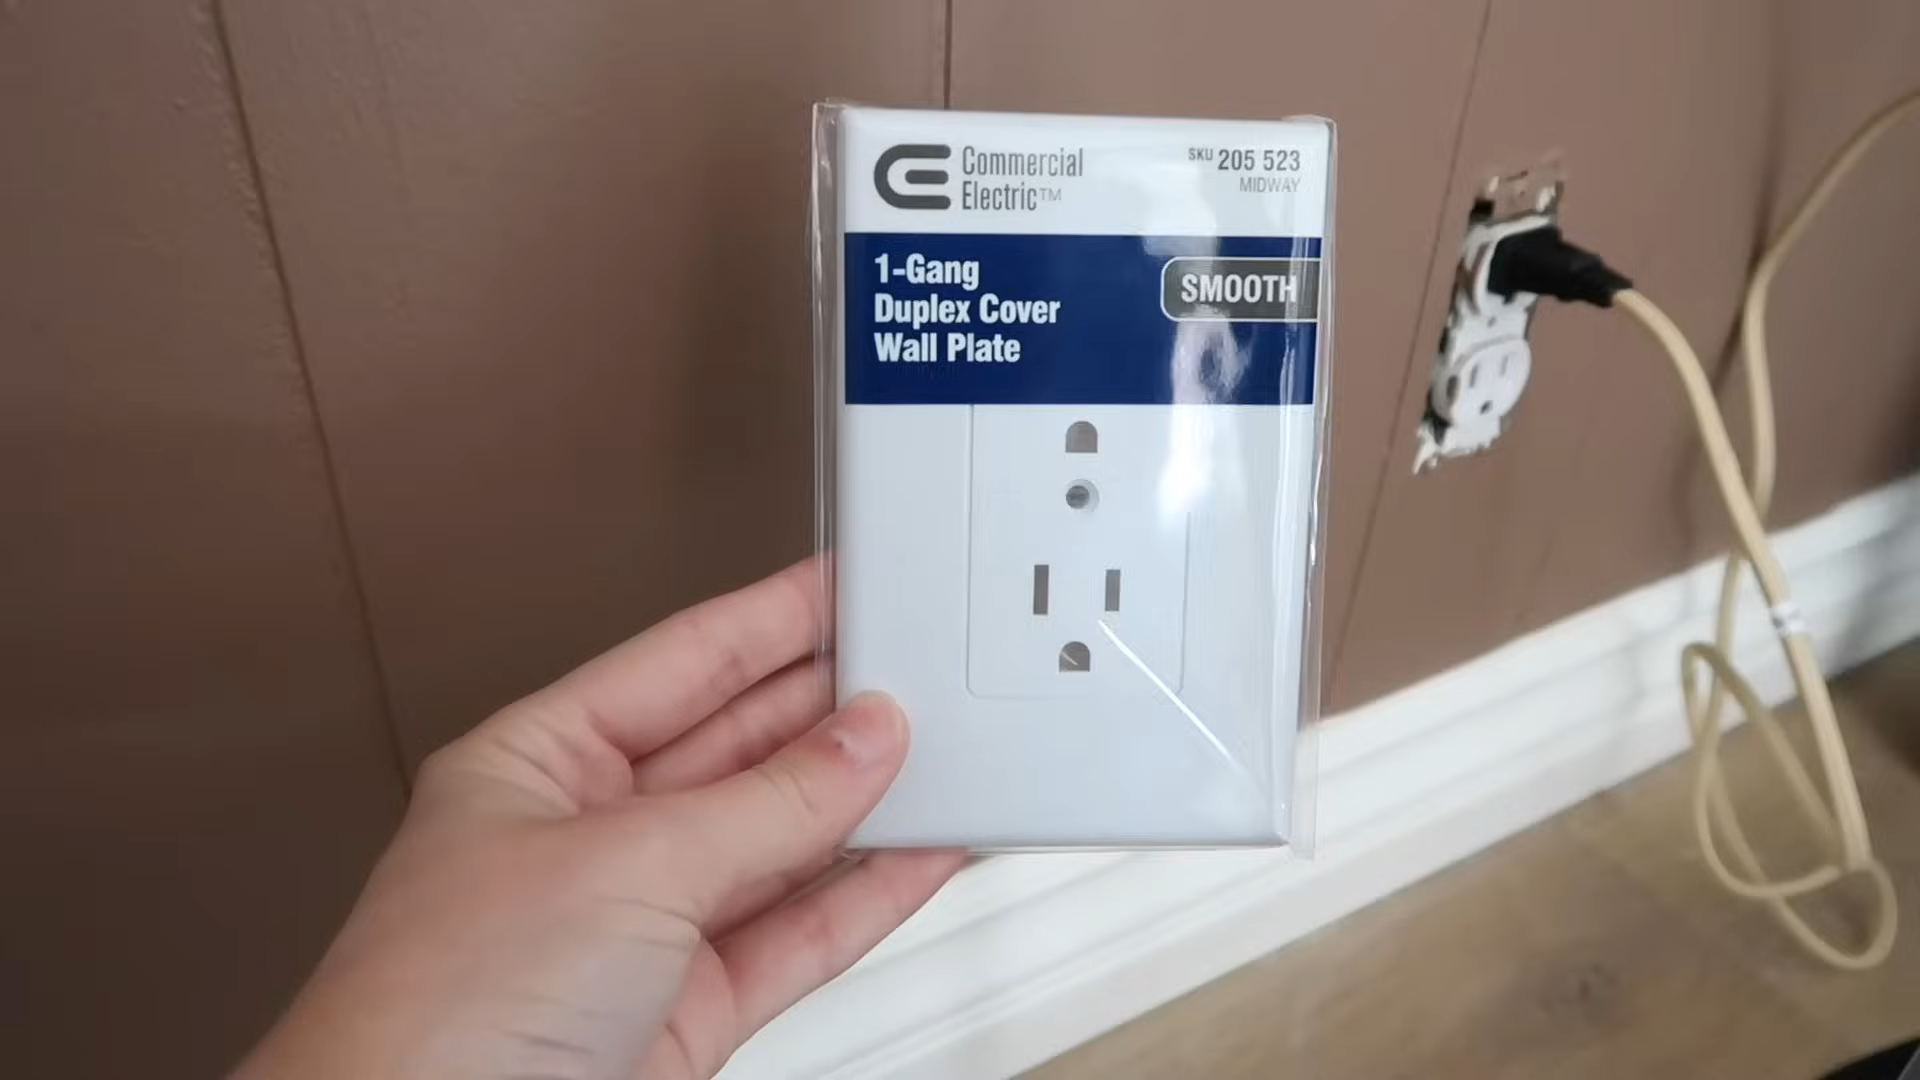 Commercial
Electric™
SKU 205 523
MIDWAY
1-Gang
Duplex Cover
Wall Plate
SMOOTH